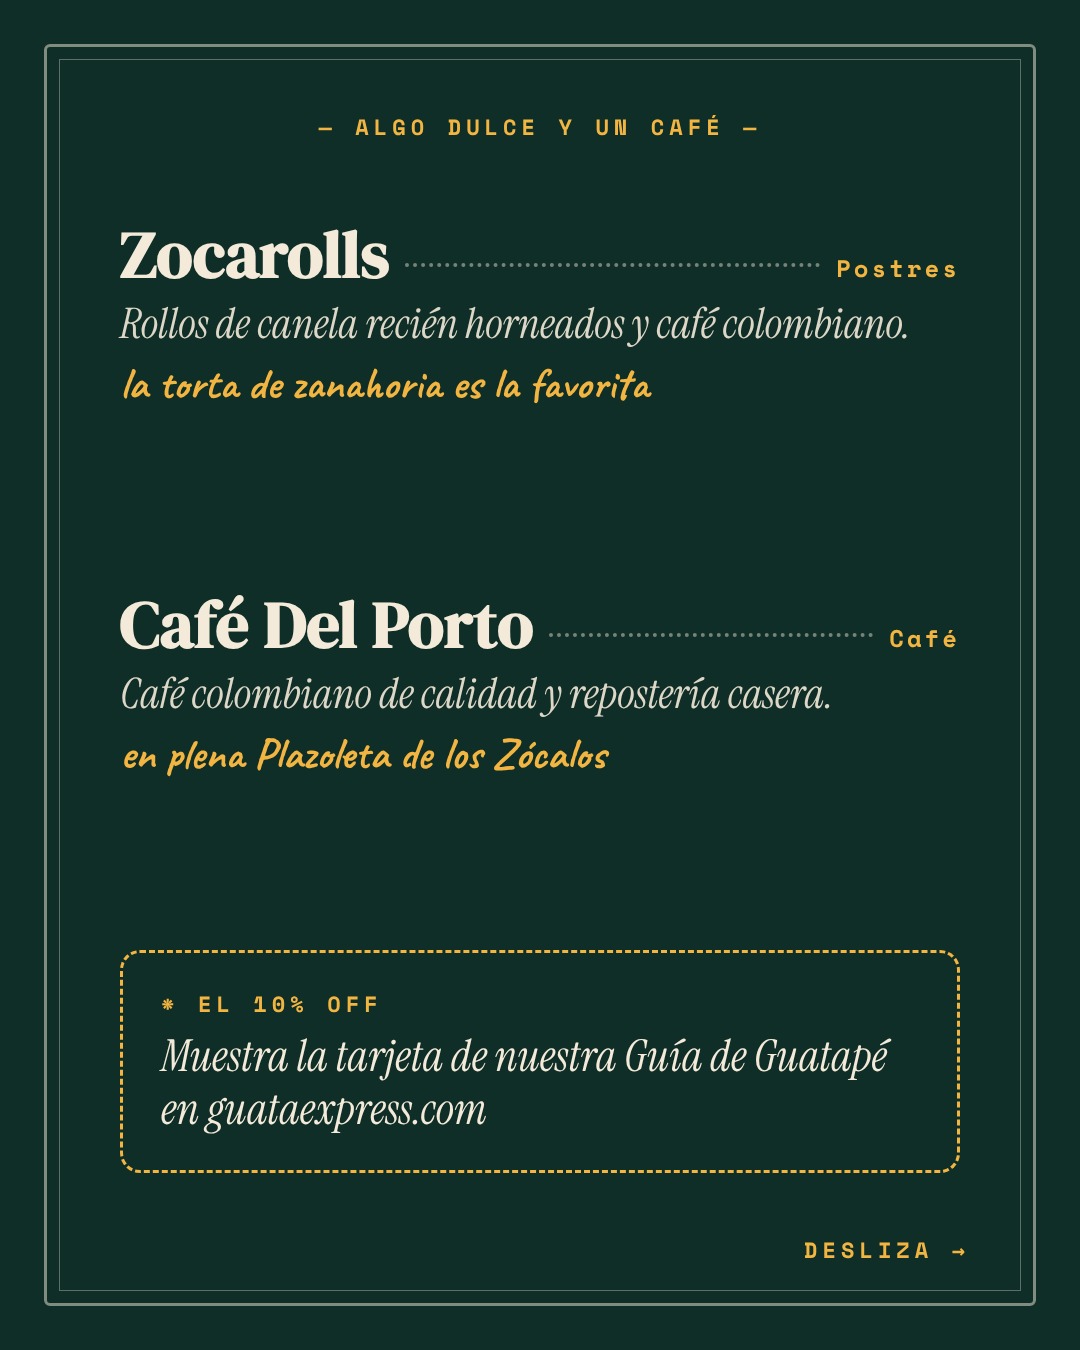 — ALGO DULCE Y UN CAFÉ —
Zocarolls Postres
Rollos de canela recién horneados y café colombiano.
la torta de zanahoria es la favorita
Café Del Porto Café
Café colombiano de calidad y repostería casera.
en plena Plazoleta de los Zócalos
❋ EL 10% OFF
Muestra la tarjeta de nuestra Guía de Guatapé
en guataexpress.com
DESLIZA →